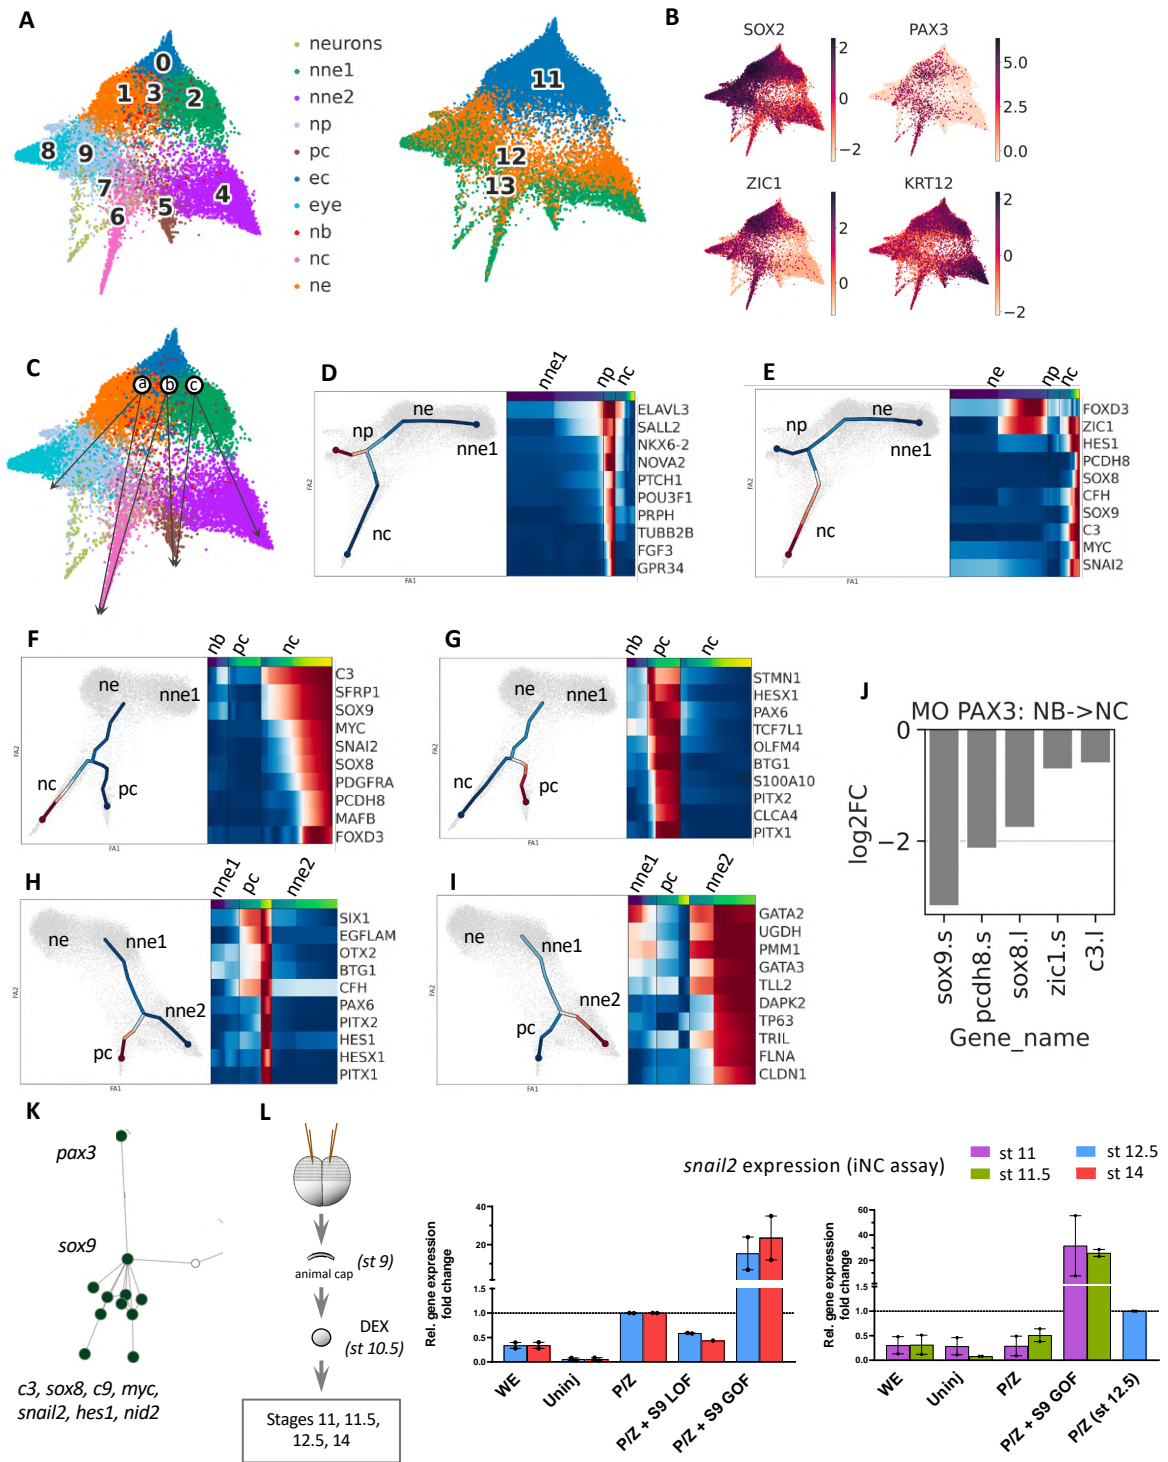 A
neurons
nne1
nne2
np
pc
ec
eye
nb
nc
ne
0
1
3
2
8
9
7
6
5
4
11
12
13
B
SOX2
2
0
−2
PAX3
5.0
2.5
0.0
ZIC1
2
0
KRT12
2
0
−2
C
a
b
c
D
nne1
np
nc
ne
np
nne1
nc
FA2
FA1
ELAVL3
SALL2
NKX6-2
NOVA2
PTCH1
POU3F1
PRPH
TUBB2B
FGF3
GPR34
E
ne
np
nc
ne
np
nne1
nc
FA2
FA1
FOXD3
ZIC1
HES1
PCDH8
SOX8
CFH
SOX9
C3
MYC
SNAI2
F
nb
pc
nc
ne
nne1
nc
pc
FA2
FA1
C3
SFRP1
SOX9
MYC
SNAI2
SOX8
PDGFRA
PCDH8
MAFB
FOXD3
G
nb
pc
nc
ne
nne1
nc
pc
FA2
FA1
STMN1
HESX1
PAX6
TCF7L1
OLFM4
BTG1
S100A10
PITX2
CLCA4
PITX1
J
MO PAX3: NB->NC
0
−2
log2FC
sox9.s
pcdh8.s
sox8.l
zic1.s
c3.l
Gene_name
H
nne1
pc
nne2
ne
nne1
nne2
pc
FA2
FA1
SIX1
EGFLAM
OTX2
BTG1
CFH
PAX6
PITX2
HES1
HESX1
PITX1
I
nne1
pc
nne2
ne
nne1
nne2
pc
FA2
FA1
GATA2
UGDH
PMM1
GATA3
TLL2
DAPK2
TP63
TRIL
FLNA
CLDN1
K
pax3
sox9
c3, sox8, c9, myc,
snail2, hes1, nid2
L
(st 9)
animal cap
DEX
(st 10.5)
Stages 11, 11.5,
12.5, 14
snail2 expression (iNC assay)
st 11
st 11.5
st 12.5
st 14
Rel. gene expression
fold change
40
20
1.5
1.0
0.5
0.0
WE
Uninj
P/Z
P/Z + S9 LOF
P/Z + S9 GOF
Rel. gene expression
fold change
60
40
20
1.5
1.0
0.5
0.0
WE
Uninj
P/Z
P/Z + S9 GOF
P/Z (st 12.5)